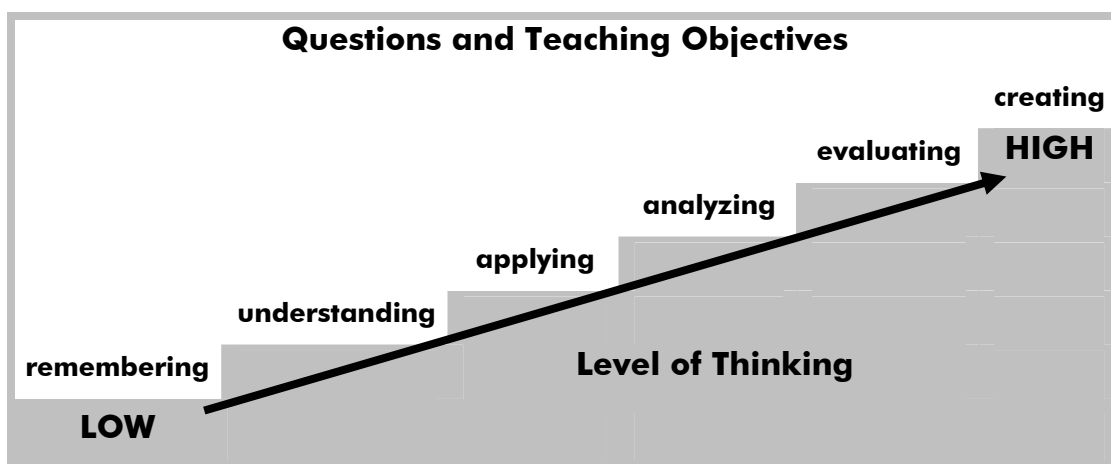 Questions and Teaching Objectives
creating
HIGH
evaluating
analyzing
applying
understanding
remembering
Level of Thinking
LOW